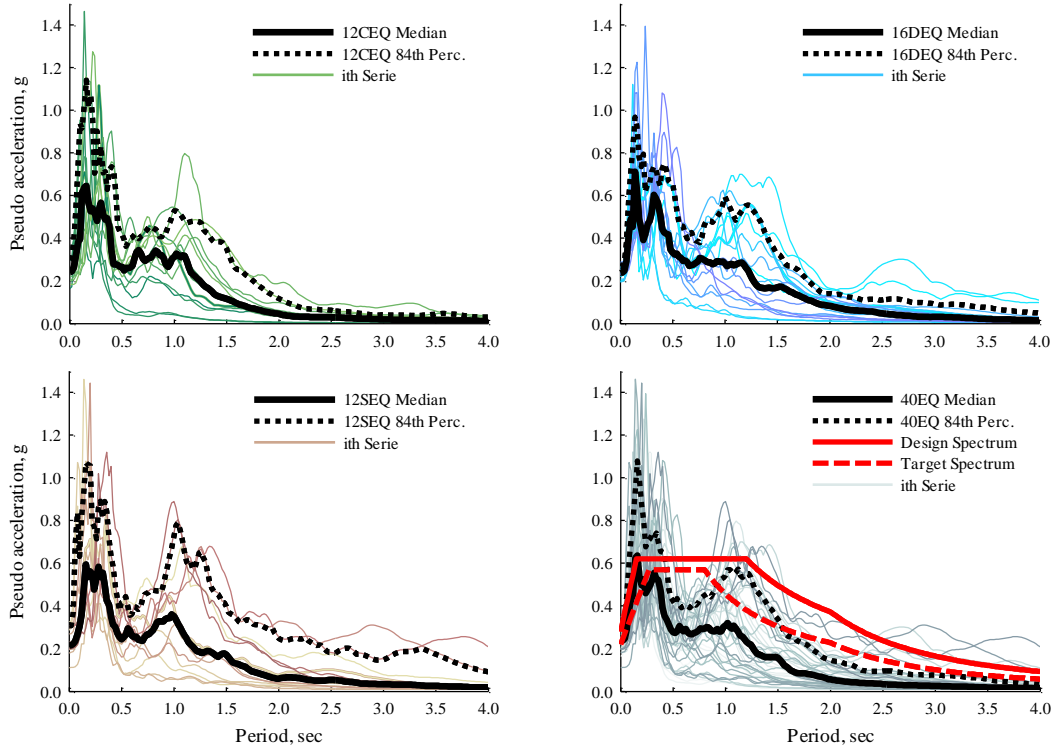 12CEQ Median
12CEQ 84th Perc.
ith Serie
1.4
1.2
1.0
0.8
0.6
0.4
0.2
0.0
0.0 0.5 1.0 1.5 2.0 2.5 3.0 3.5 4.0
Pseudo acceleration, g
16DEQ Median
16DEQ 84th Perc.
ith Serie
1.4
1.2
1.0
0.8
0.6
0.4
0.2
0.0
0.0 0.5 1.0 1.5 2.0 2.5 3.0 3.5 4.0
12SEQ Median
12SEQ 84th Perc.
ith Serie
1.4
1.2
1.0
0.8
0.6
0.4
0.2
0.0
0.0 0.5 1.0 1.5 2.0 2.5 3.0 3.5 4.0
Pseudo acceleration, g
Period, sec
40EQ Median
40EQ 84th Perc.
Design Spectrum
Target Spectrum
ith Serie
1.4
1.2
1.0
0.8
0.6
0.4
0.2
0.0
0.0 0.5 1.0 1.5 2.0 2.5 3.0 3.5 4.0
Period, sec